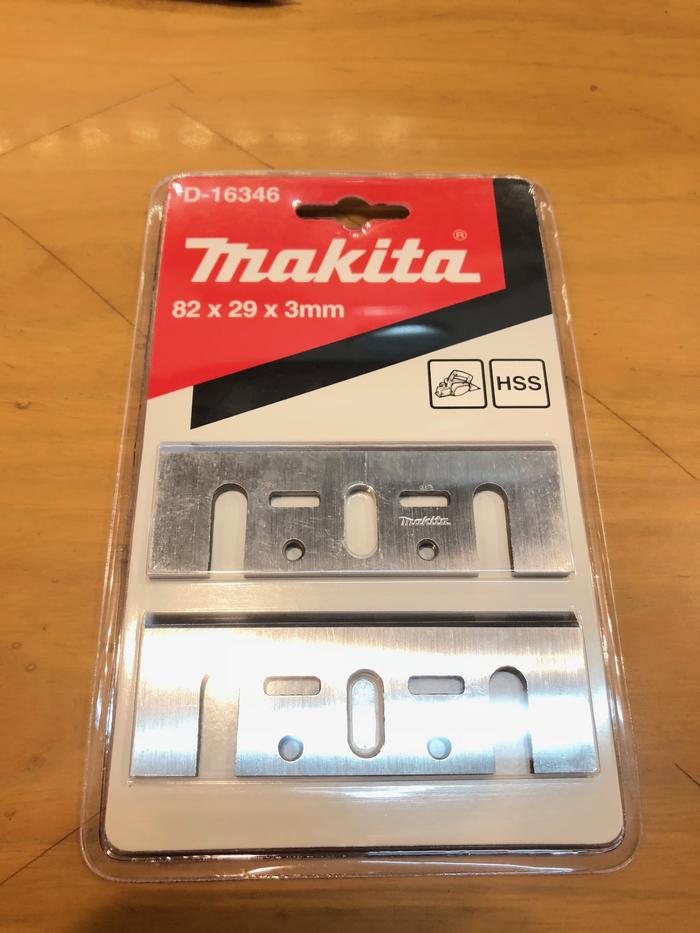 D-16346
makita®
82 x 29 x 3mm
HSS
makita